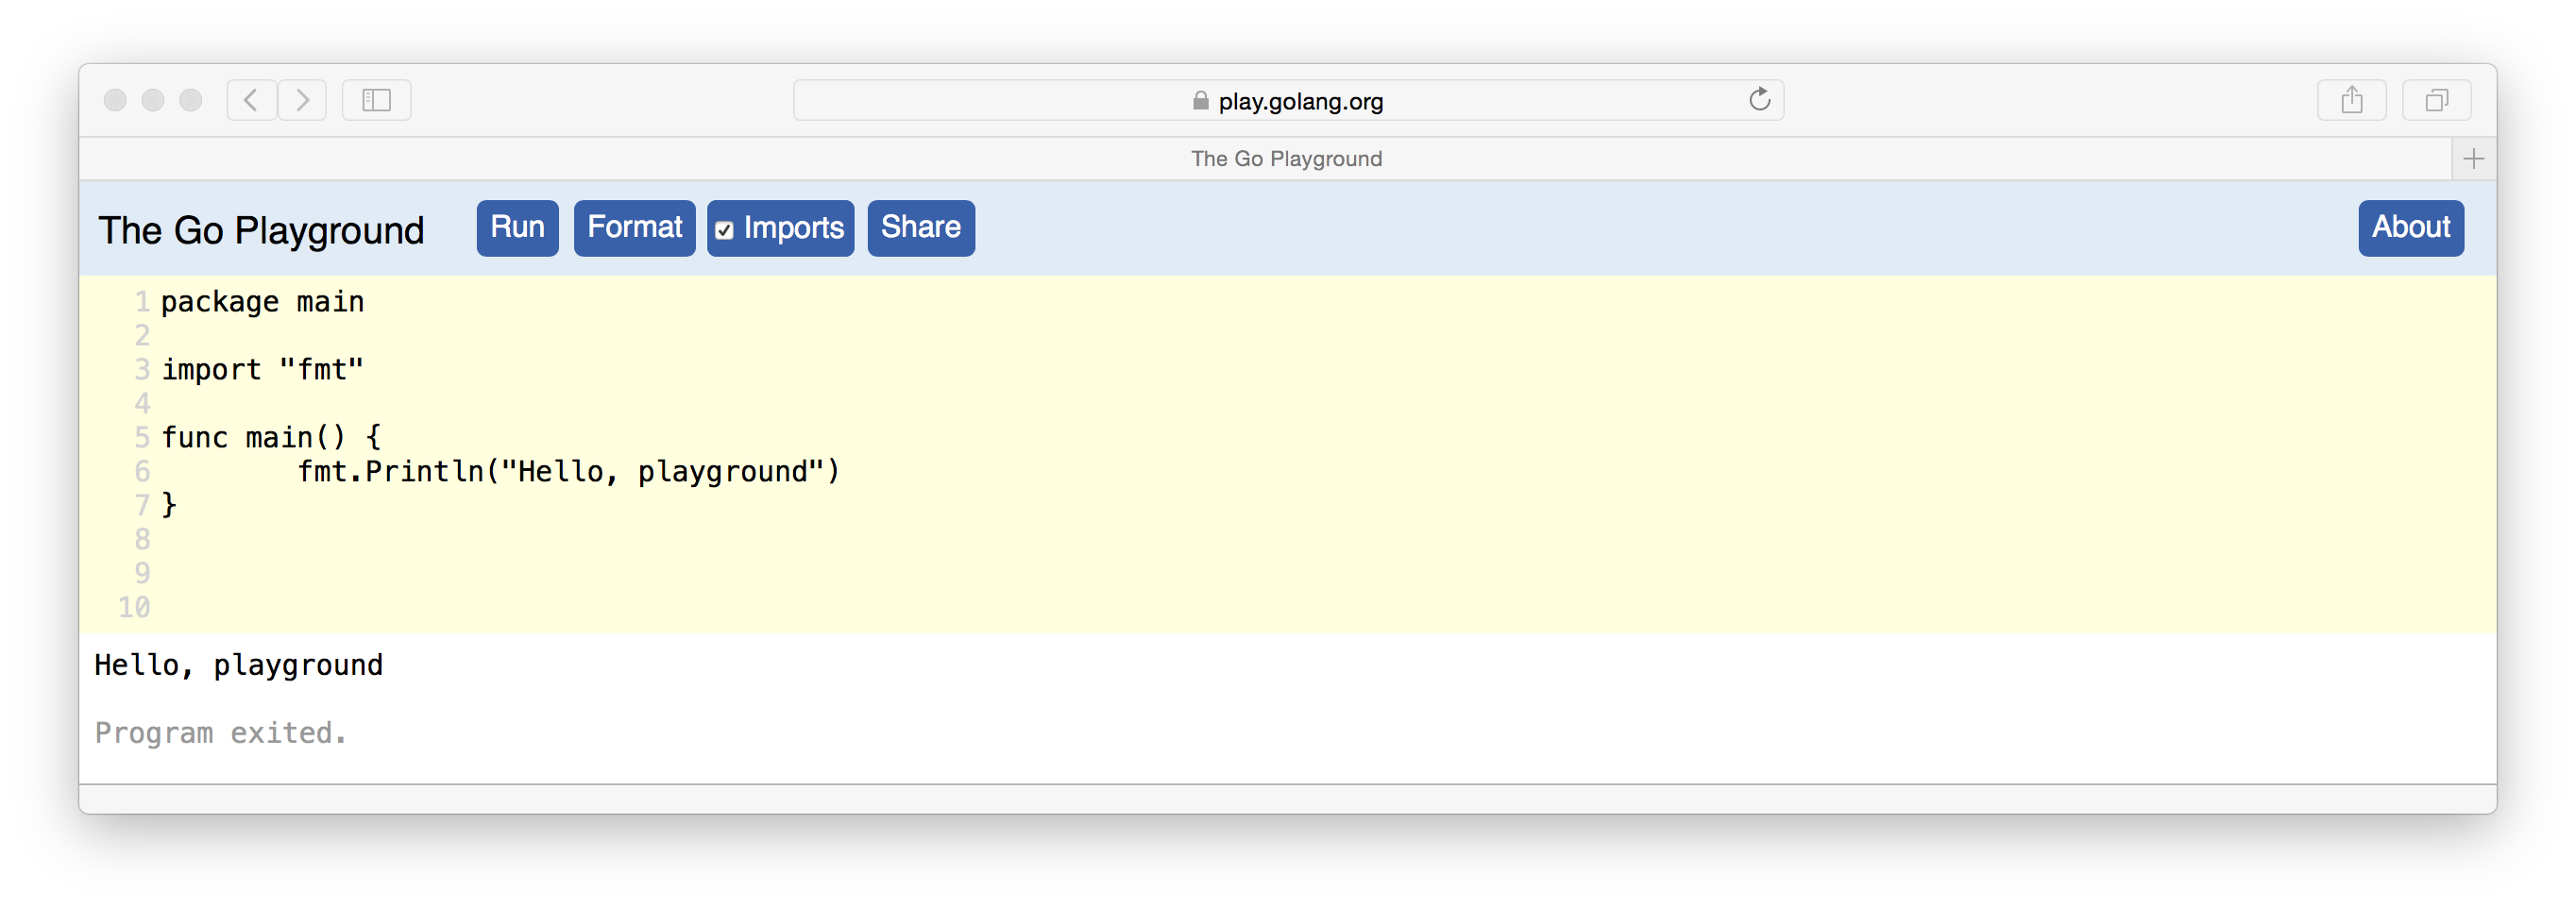 play.golang.org
The Go Playground
The Go Playground Run Format Imports Share About
1 package main
2
3 import "fmt"
4
5 func main() {
6         fmt.Println("Hello, playground")
7 }
8
9
10
Hello, playground
Program exited.